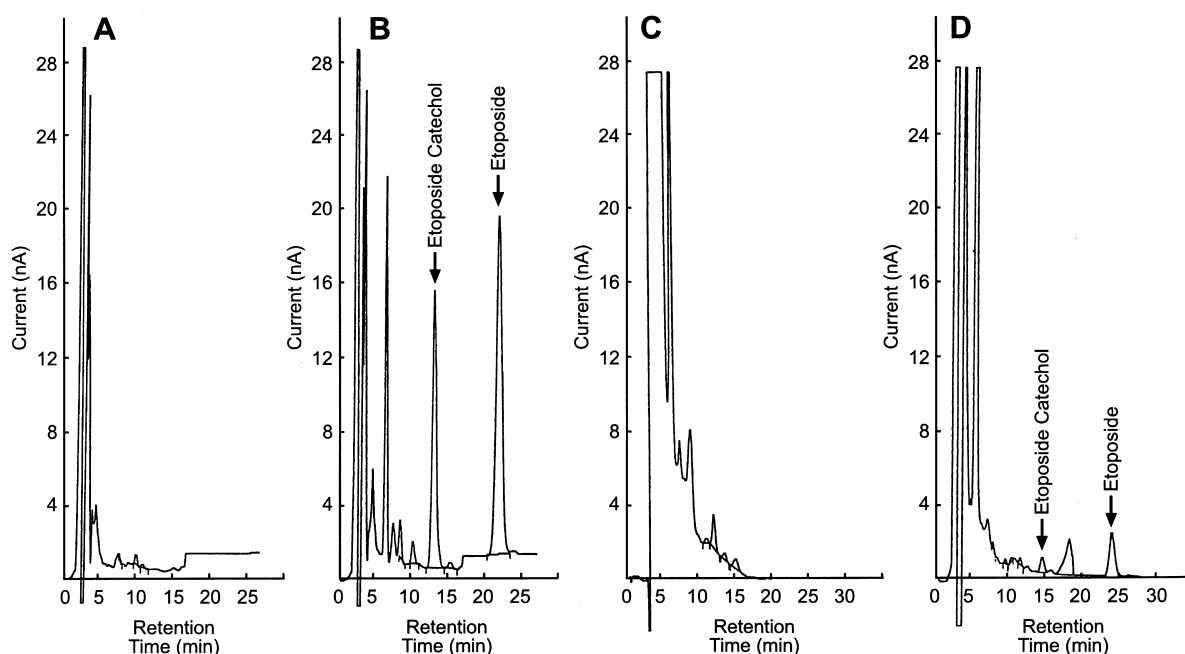 A
28
24
20
16
12
8
4
Current (nA)
0 5 10 15 20 25
Retention
Time (min)
B
28
24
20
16
12
8
4
Current (nA)
Etoposide Catechol
Etoposide
0 5 10 15 20 25
Retention
Time (min)
C
28
24
20
16
12
8
4
Current (nA)
0 5 10 15 20 25 30
Retention
Time (min)
D
28
24
20
16
12
8
4
Current (nA)
Etoposide Catechol
Etoposide
0 5 10 15 20 25 30
Retention
Time (min)